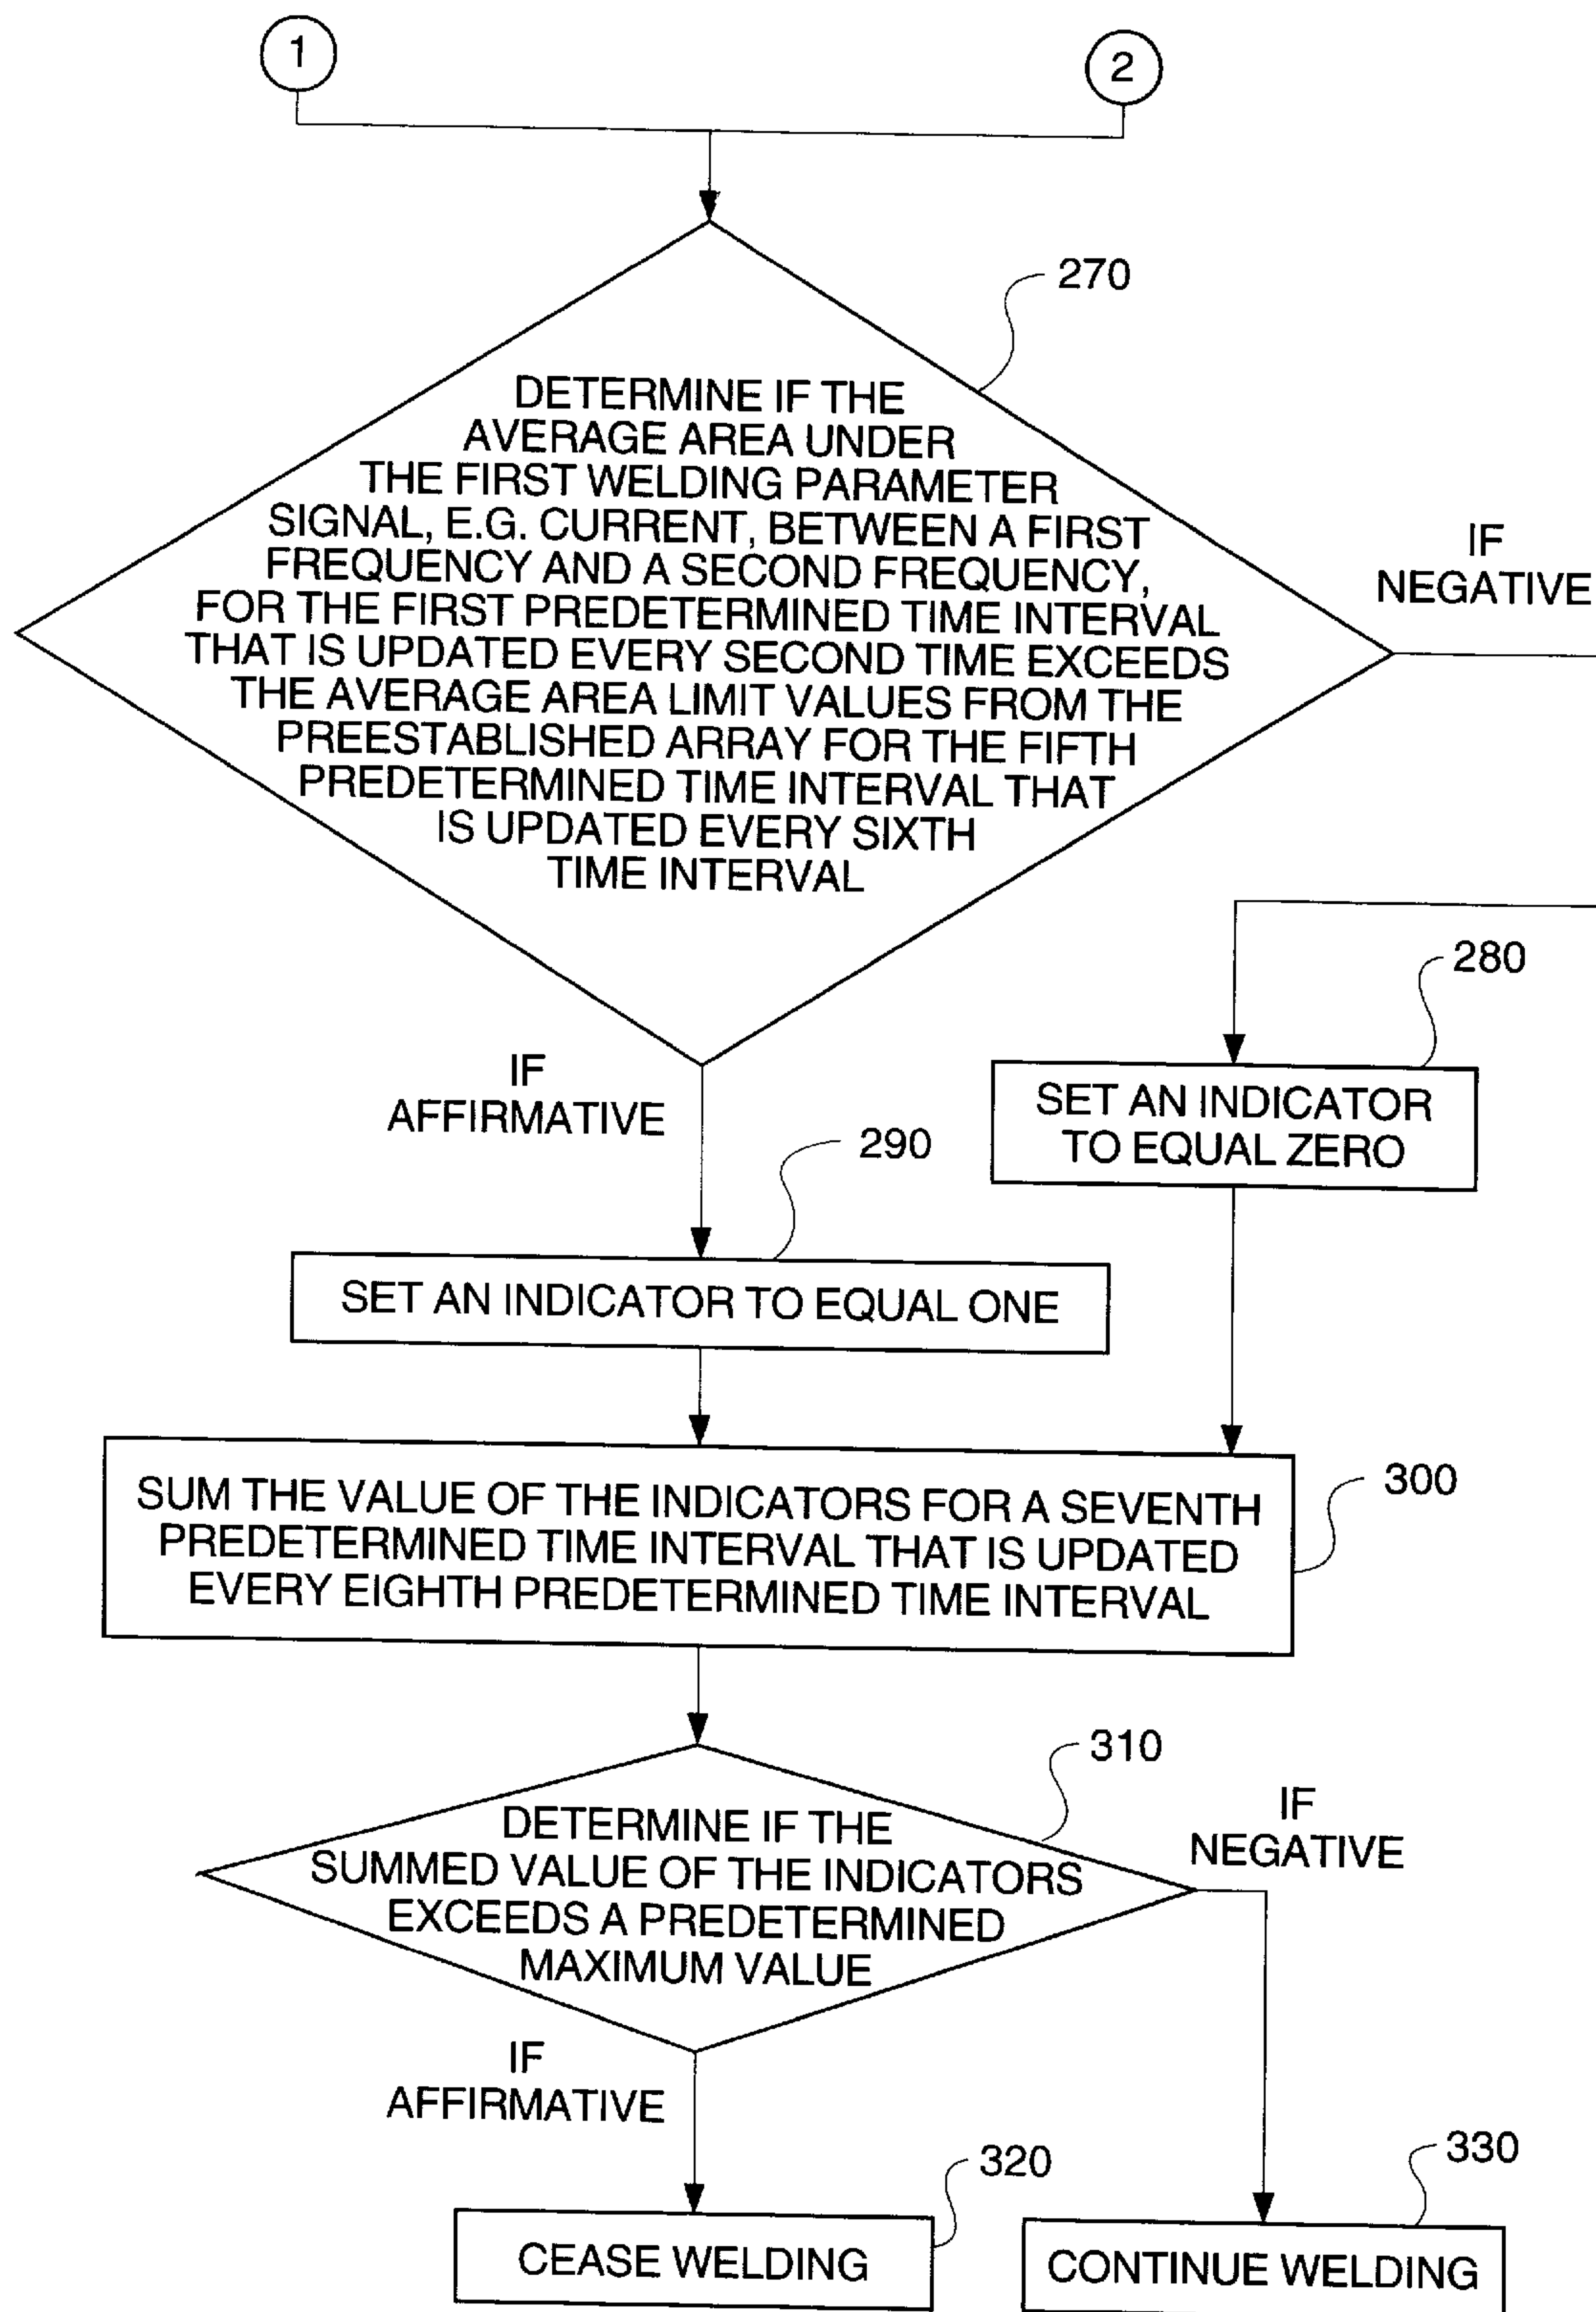 1
2
270
DETERMINE IF THE
AVERAGE AREA UNDER
THE FIRST WELDING PARAMETER
SIGNAL, E.G. CURRENT, BETWEEN A FIRST
FREQUENCY AND A SECOND FREQUENCY,
FOR THE FIRST PREDETERMINED TIME INTERVAL
THAT IS UPDATED EVERY SECOND TIME EXCEEDS
THE AVERAGE AREA LIMIT VALUES FROM THE
PREESTABLISHED ARRAY FOR THE FIFTH
PREDETERMINED TIME INTERVAL THAT
IS UPDATED EVERY SIXTH
TIME INTERVAL
IF
NEGATIVE
280
SET AN INDICATOR
TO EQUAL ZERO
IF
AFFIRMATIVE
290
SET AN INDICATOR TO EQUAL ONE
300
SUM THE VALUE OF THE INDICATORS FOR A SEVENTH
PREDETERMINED TIME INTERVAL THAT IS UPDATED
EVERY EIGHTH PREDETERMINED TIME INTERVAL
310
DETERMINE IF THE
SUMMED VALUE OF THE INDICATORS
EXCEEDS A PREDETERMINED
MAXIMUM VALUE
IF
NEGATIVE
IF
AFFIRMATIVE
320
CEASE WELDING
330
CONTINUE WELDING